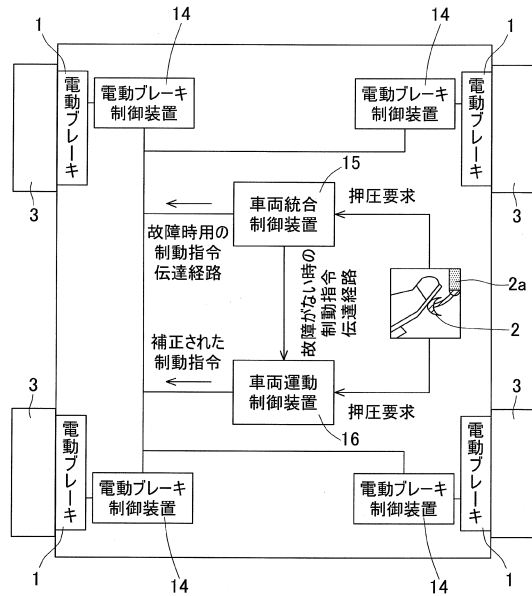 1
14
14
1
電動ブレーキ
電動ブレーキ
制御装置
電動ブレーキ
制御装置
電動ブレーキ
3
3
15
車両統合
制御装置
押圧要求
故障時用の
制動指令
伝達経路
故障がない時の
制動指令
伝達経路
2a
2
補正された
制動指令
車両運動
制御装置
押圧要求
16
3
3
電動ブレーキ
電動ブレーキ
制御装置
電動ブレーキ
制御装置
電動ブレーキ
1
14
14
1